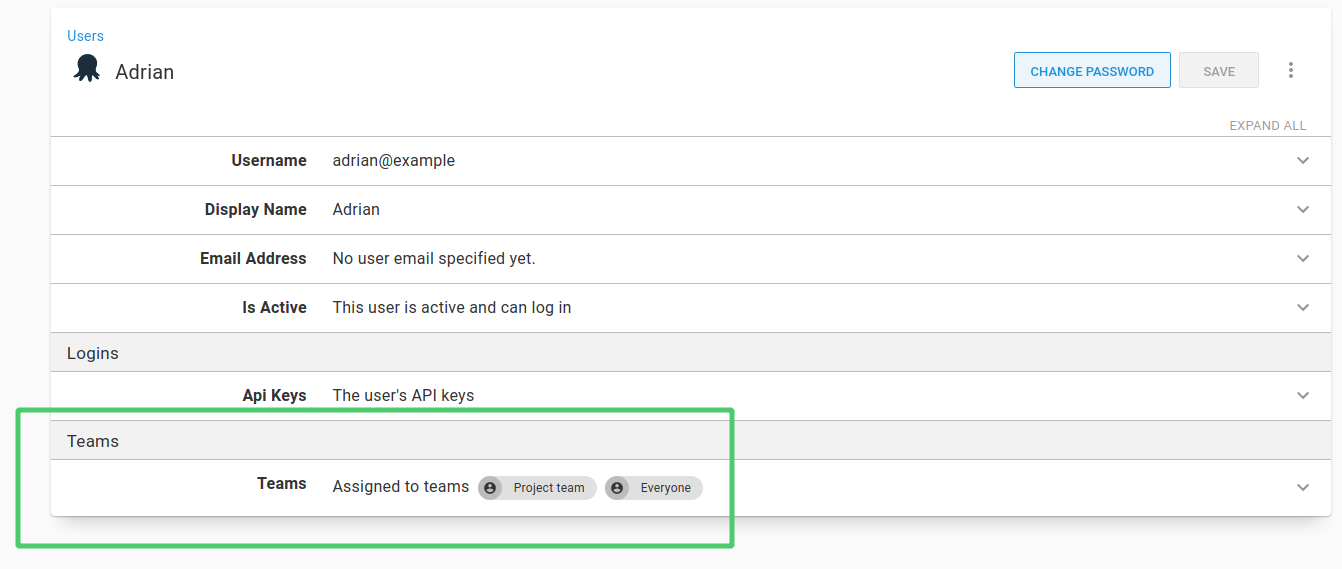 Users
Adrian
CHANGE PASSWORD
SAVE
EXPAND ALL
Username adrian@example
Display Name Adrian
Email Address No user email specified yet.
Is Active This user is active and can log in
Logins
Api Keys The user's API keys
Teams
Teams Assigned to teams Project team Everyone